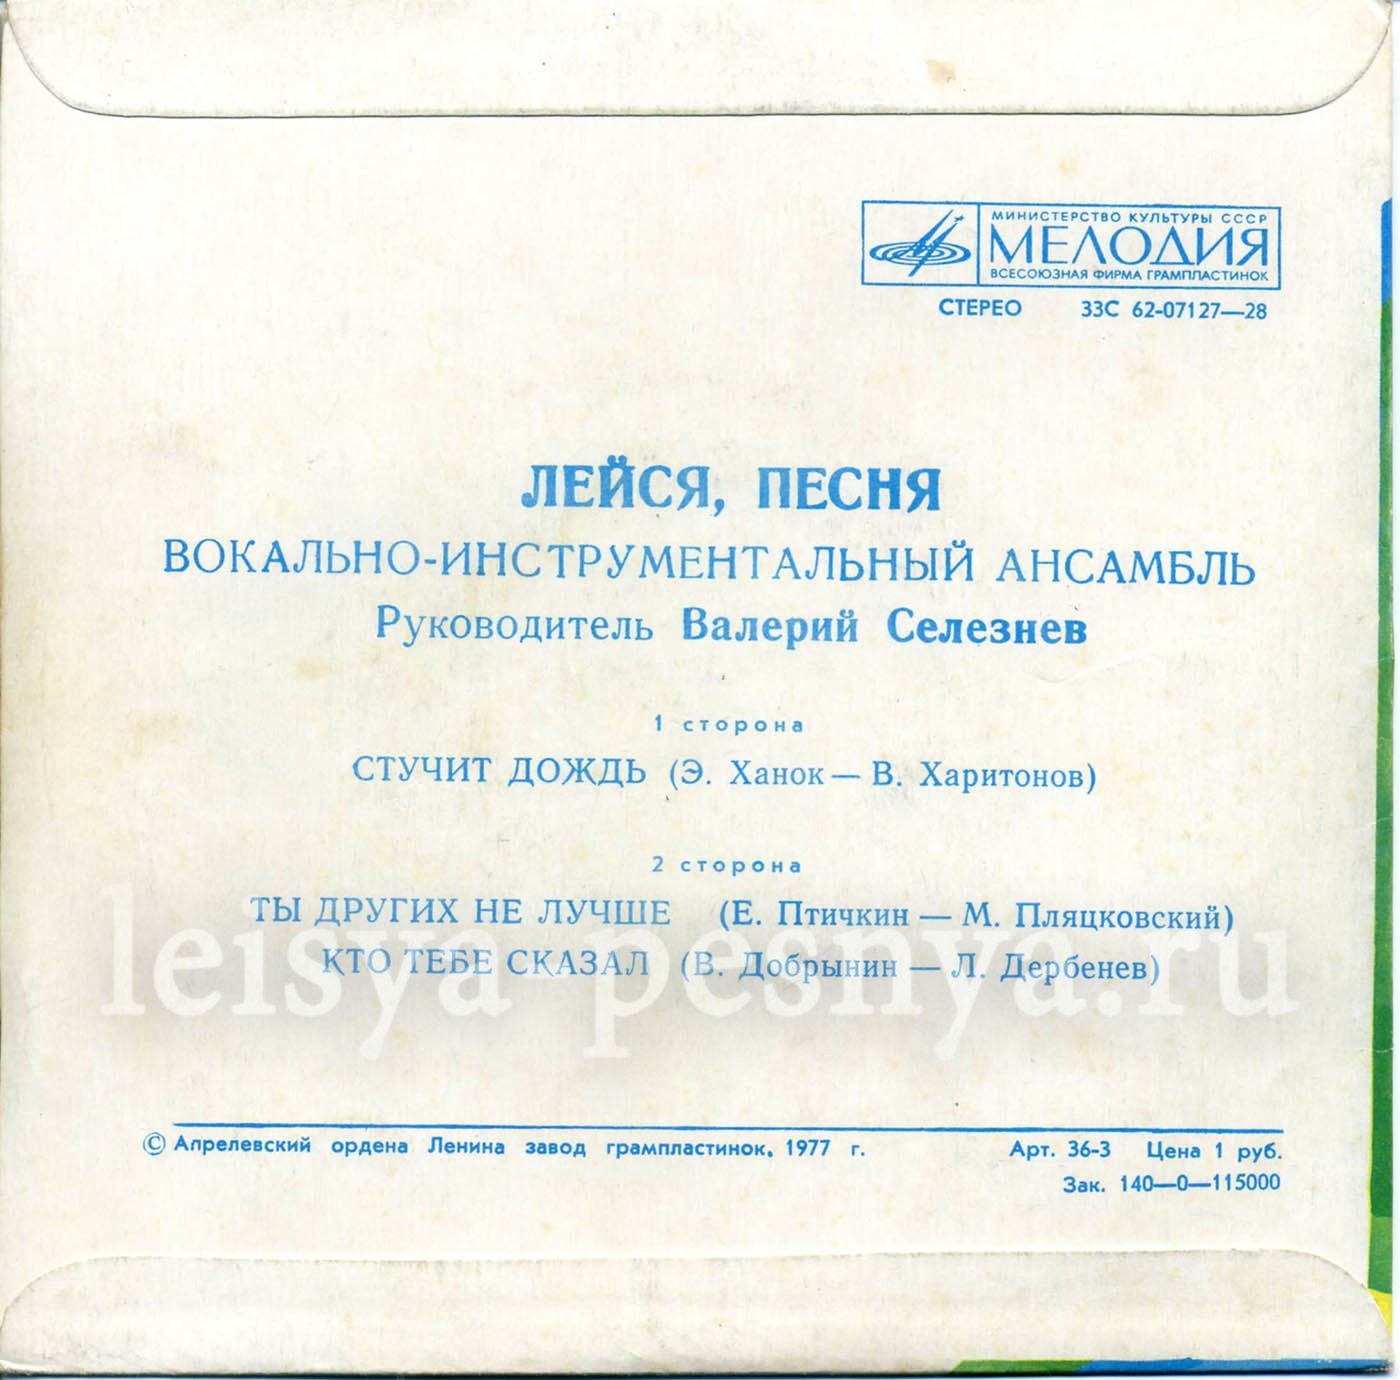 МИНИСТЕРСТВО КУЛЬТУРЫ СССР
МЕЛОДИЯ
ВСЕСОЮЗНАЯ ФИРМА ГРАМПЛАСТИНОК
СТЕРЕО 33С 62-07127—28
ЛЕЙСЯ, ПЕСНЯ
ВОКАЛЬНО-ИНСТРУМЕНТАЛЬНЫЙ АНСАМБЛЬ
Руководитель Валерий Селезнев
1 сторона
СТУЧИТ ДОЖДЬ (Э. Ханок — В. Харитонов)
2 сторона
ТЫ ДРУГИХ НЕ ЛУЧШЕ (Е. Птичкин — М. Пляцковский)
КТО ТЕБЕ СКАЗАЛ (В. Добрынин — Л. Дербенев)
leisya-pesnya.ru
© Апрелевский ордена Ленина завод грампластинок, 1977 г. Арт. 36-3 Цена 1 руб.
Зак. 140—0—115000